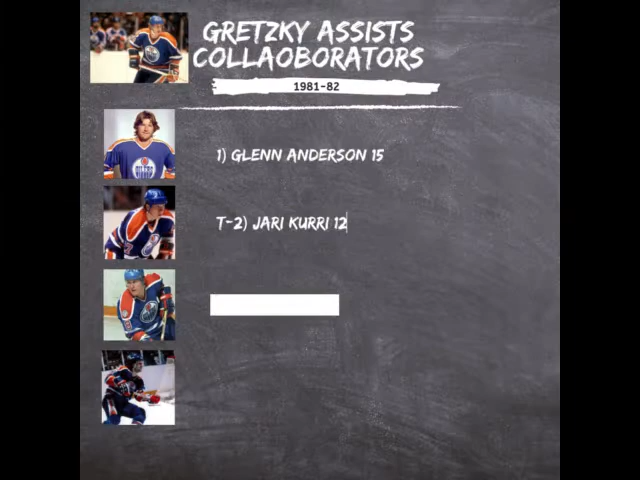 GRETZKY ASSISTS
COLLAOBORATORS
1981-82
1) GLENN ANDERSON 15
T-2) JARI KURRI 12